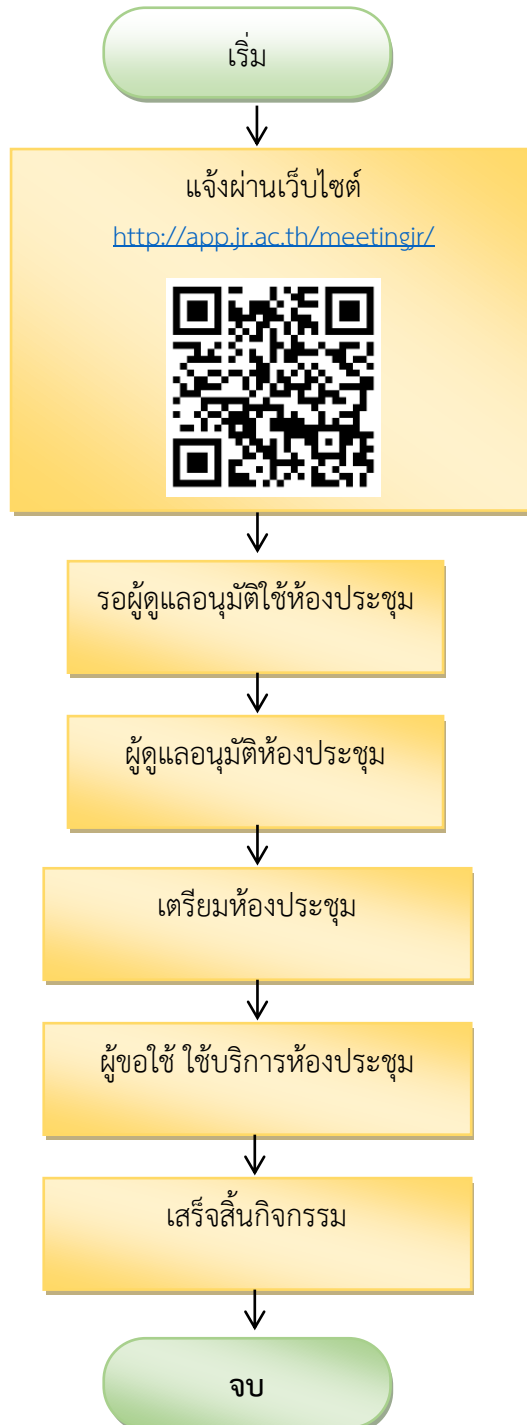 เริ่ม
แจ้งผ่านเว็บไซต์
http://app.jr.ac.th/meetingjr/
รอผู้ดูแลอนุมัติใช้ห้องประชุม
ผู้ดูแลอนุมัติห้องประชุม
เตรียมห้องประชุม
ผู้ขอใช้ ใช้บริการห้องประชุม
เสร็จสิ้นกิจกรรม
จบ